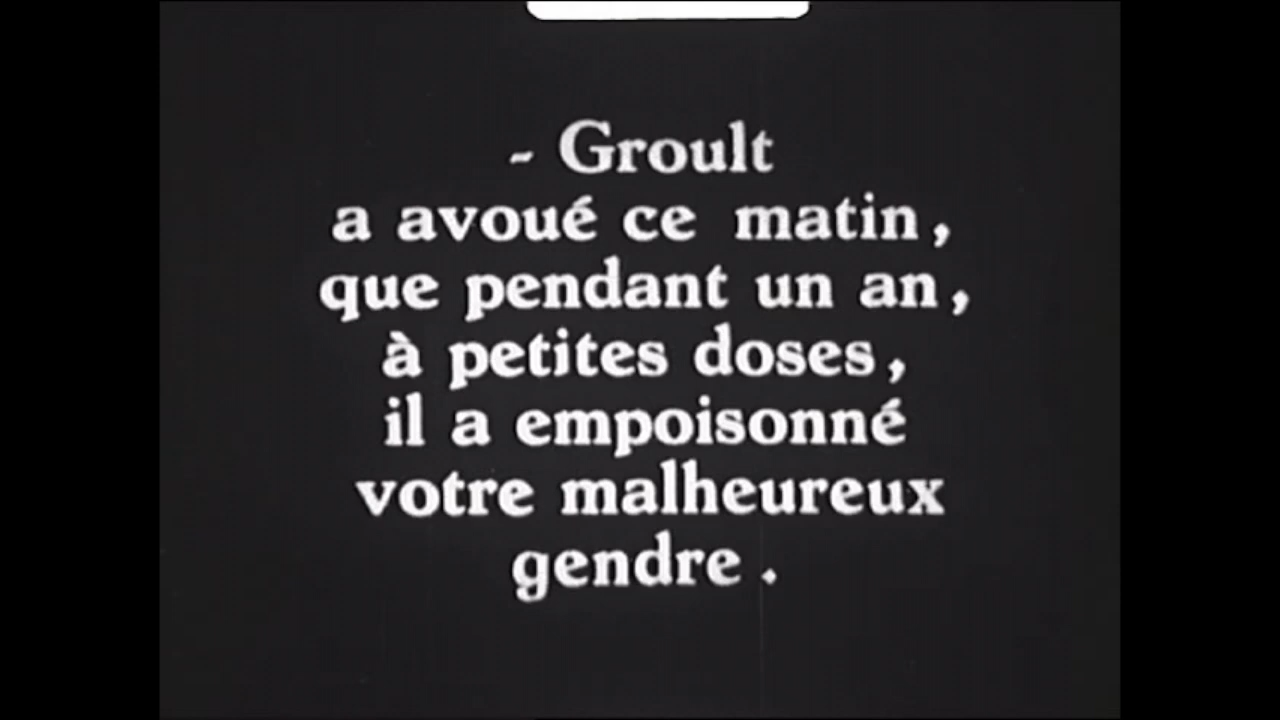 - Groult
a avoué ce matin,
que pendant un an,
à petites doses,
il a empoisonné
votre malheureux
gendre.